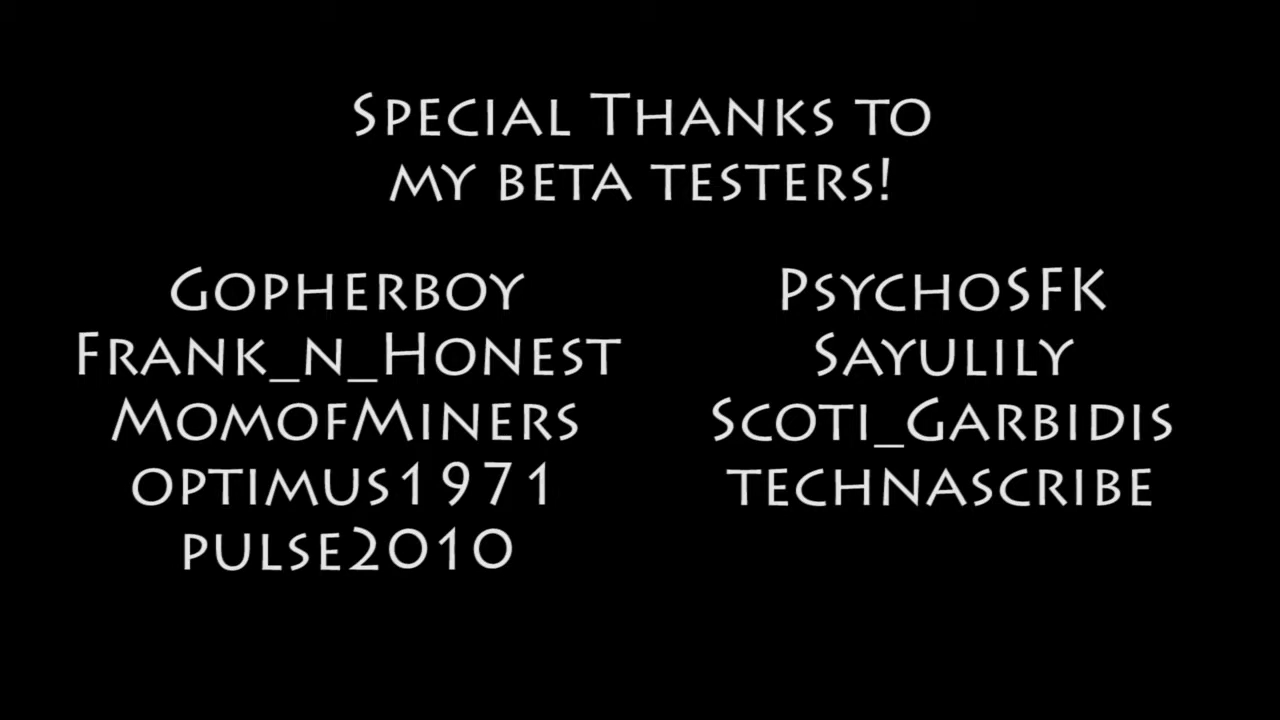 Special Thanks to
my beta testers!
Gopherboy
Frank_n_Honest
MomofMiners
optimus1971
pulse2010
PsychoSFK
Sayulily
Scoti_Garbidis
technascribe